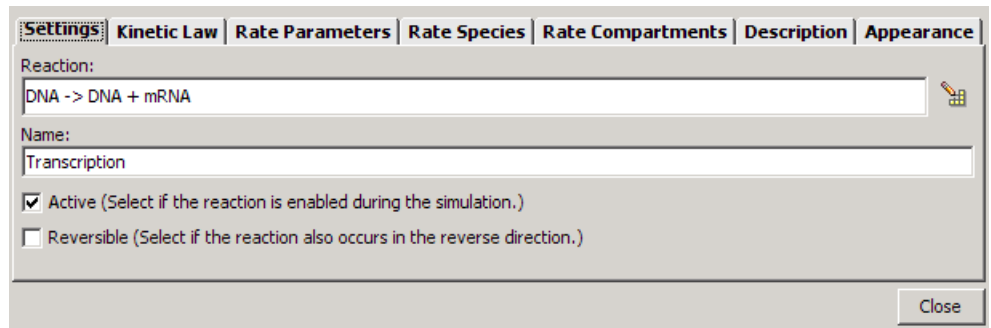 Settings Kinetic Law Rate Parameters Rate Species Rate Compartments Description Appearance
Reaction:
DNA -> DNA + mRNA
Name:
Transcription
Active (Select if the reaction is enabled during the simulation.)
Reversible (Select if the reaction also occurs in the reverse direction.)
Close